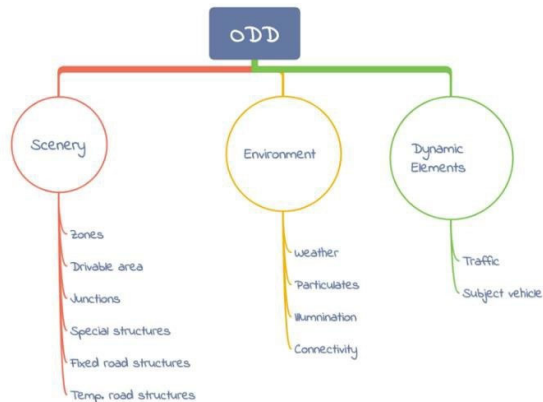 ODD
Scenery
Environment
Dynamic
Elements
Zones
Drivable area
Junctions
Special structures
Fixed road structures
Temp. road structures
Weather
Particulates
Illumnination
Connectivity
Traffic
Subject vehicle